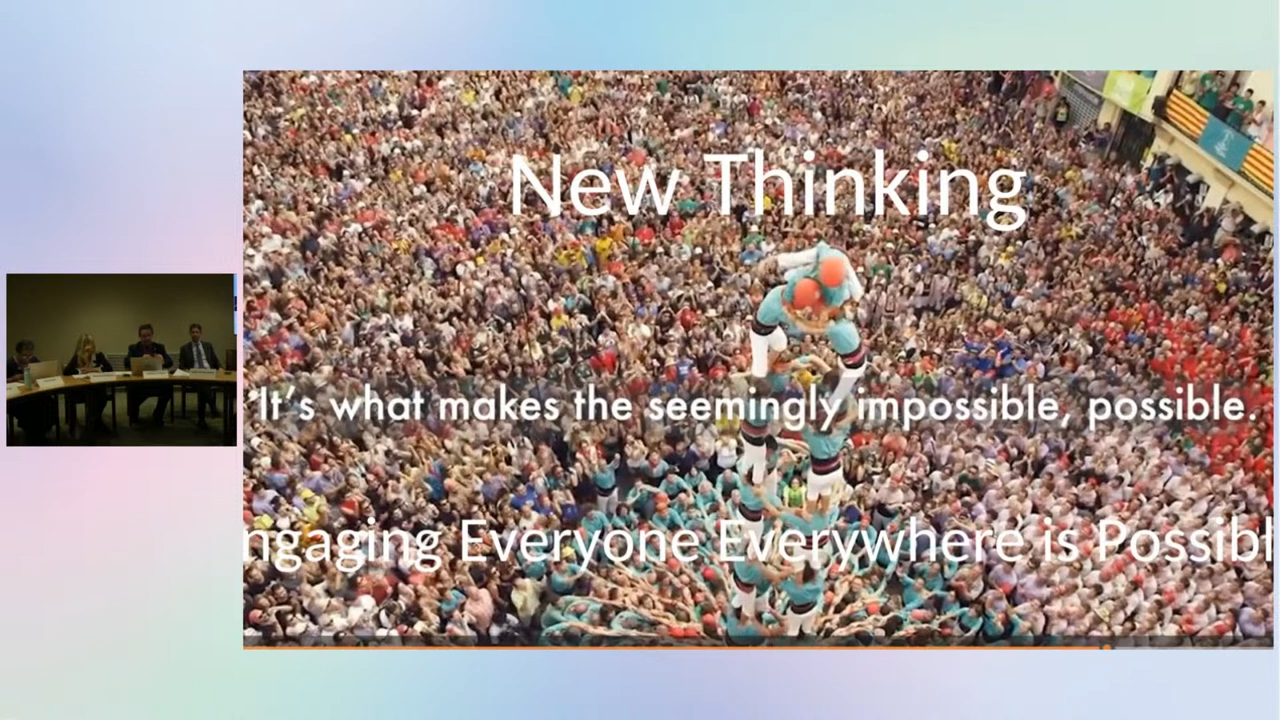 New Thinking
"It's what makes the seemingly impossible, possible.
ngaging Everyone Everywhere is Possibl